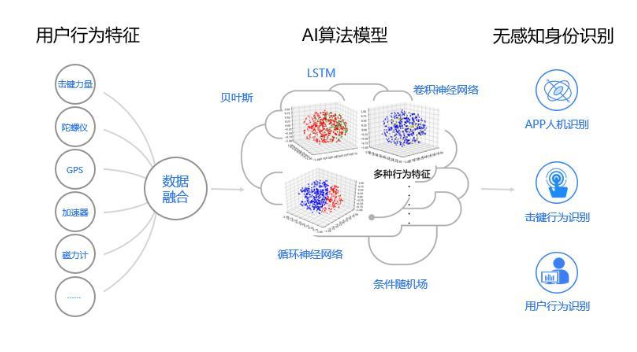 用户行为特征
AI算法模型
无感知身份识别
击键力量
陀螺仪
GPS
加速器
磁力计
......
数据
融合
LSTM
贝叶斯
卷积神经网络
多种行为特征
循环神经网络
条件随机场
APP人机识别
击键行为识别
用户行为识别